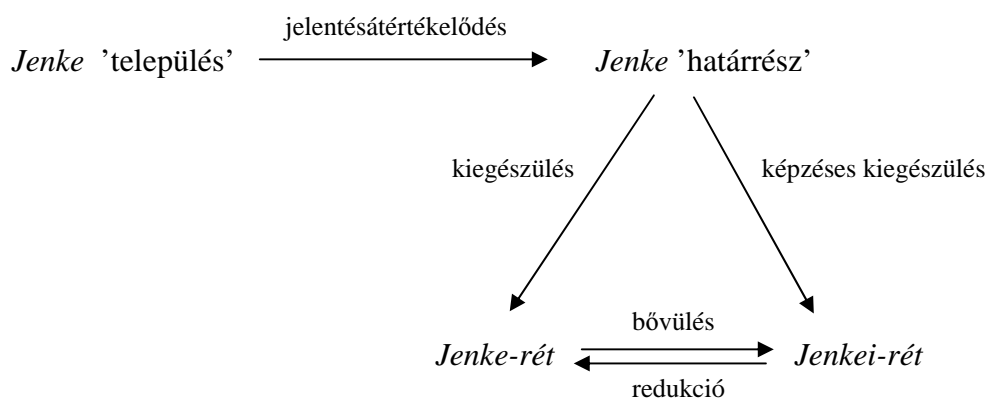 jelentésátértékelődés
Jenke ’település’
Jenke ’határrész’
kiegészülés
képzéses kiegészülés
bővülés
Jenke-rét
Jenkei-rét
redukció